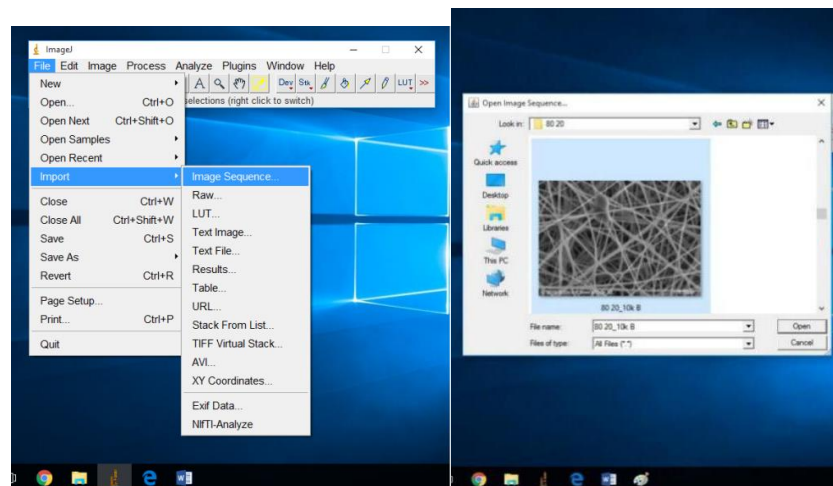 ImageJ
File Edit Image Process Analyze Plugins Window Help
A Dev Stk LUT >>
selections (right click to switch)
New
Open... Ctrl+O
Open Next Ctrl+Shift+O
Open Samples
Open Recent
Import
Close Ctrl+W
Close All Ctrl+Shift+W
Save Ctrl+S
Save As
Revert Ctrl+R
Page Setup...
Print... Ctrl+P
Quit
Image Sequence...
Raw...
LUT...
Text Image...
Text File...
Results...
Table...
URL...
Stack From List...
TIFF Virtual Stack...
AVI...
XY Coordinates...
Exif Data...
NIfTI-Analyze
Open Image Sequence...
Look in: 80 20
Quick access
Desktop
Libraries
This PC
Network
80 20_10k B
File name: 80 20_10k B Open
Files of type: All Files (*.*) Cancel